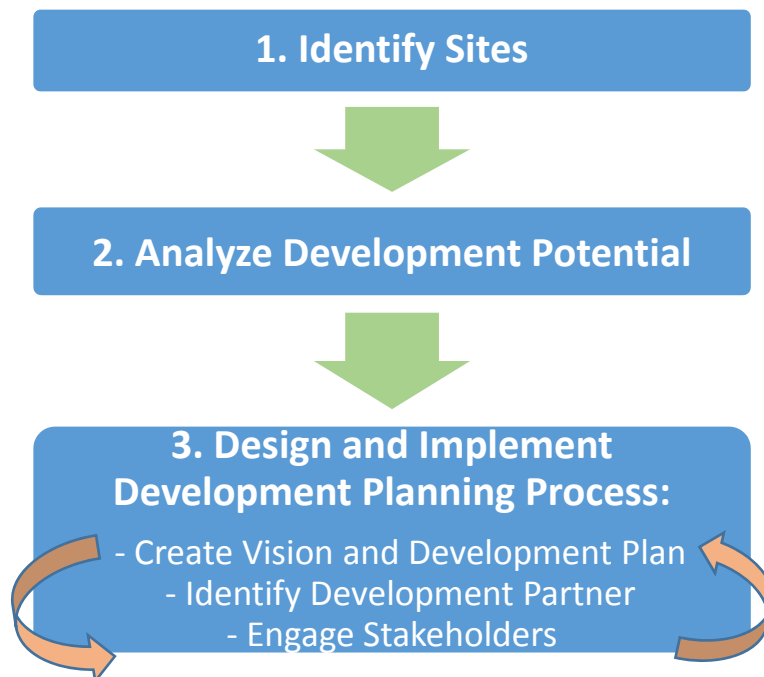 1. Identify Sites
2. Analyze Development Potential
3. Design and Implement
Development Planning Process:
- Create Vision and Development Plan
- Identify Development Partner
- Engage Stakeholders